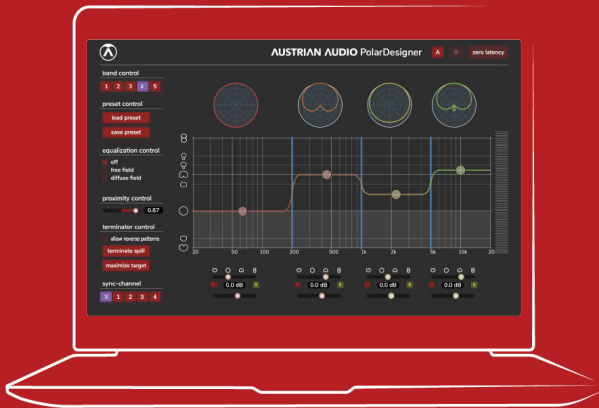 AUSTRIAN AUDIO PolarDesigner
A B zero latency
band control
1 2 3 4 5
preset control
load preset
save preset
equalization control
off
free field
diffuse field
proximity control
0.87
terminator control
allow reverse patterns
terminate spill
maximize target
sync-channel
X 1 2 3 4
20 50 100 200 500 1k 2k 5k 10k 20
0.0 dB 0.0 dB 0.0 dB 0.0 dB